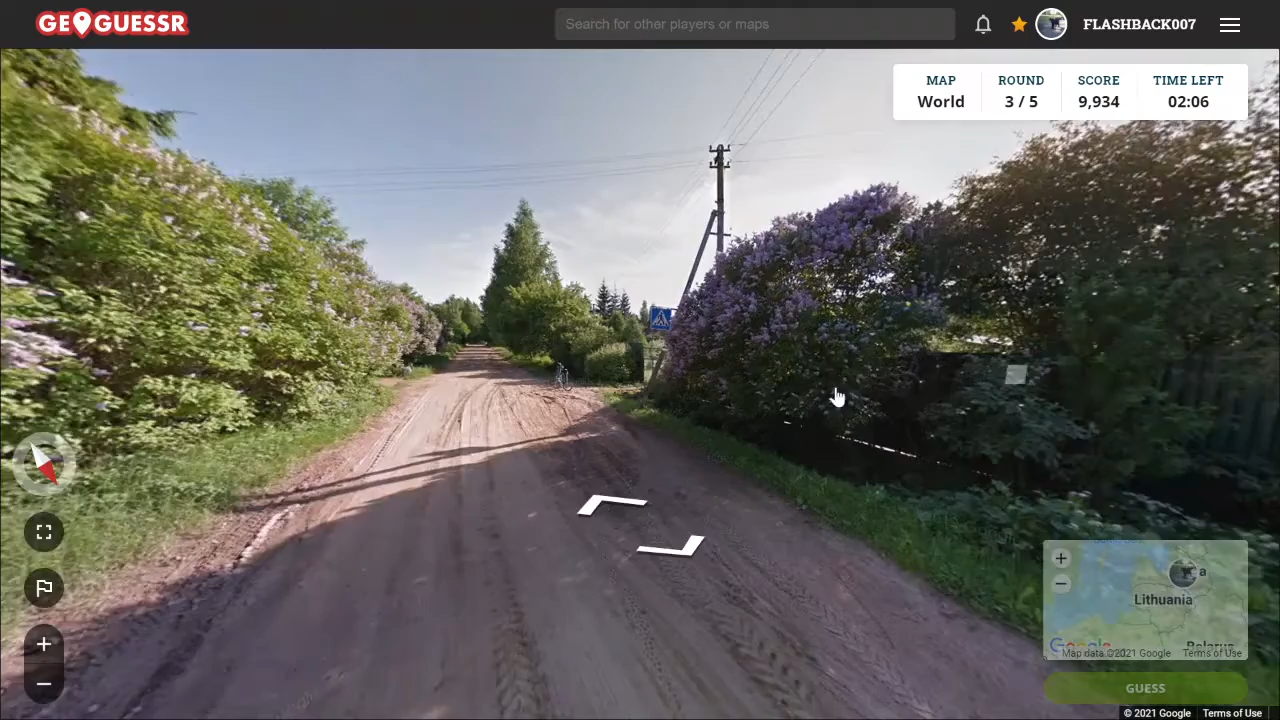 GEOGUESSR
Search for other players or maps
FLASHBACK007
MAP
World
ROUND
3 / 5
SCORE
9,934
TIME LEFT
02:06
Lithuania
Google
Map data ©2021 Google
Terms of Use
GUESS
© 2021 Google
Terms of Use